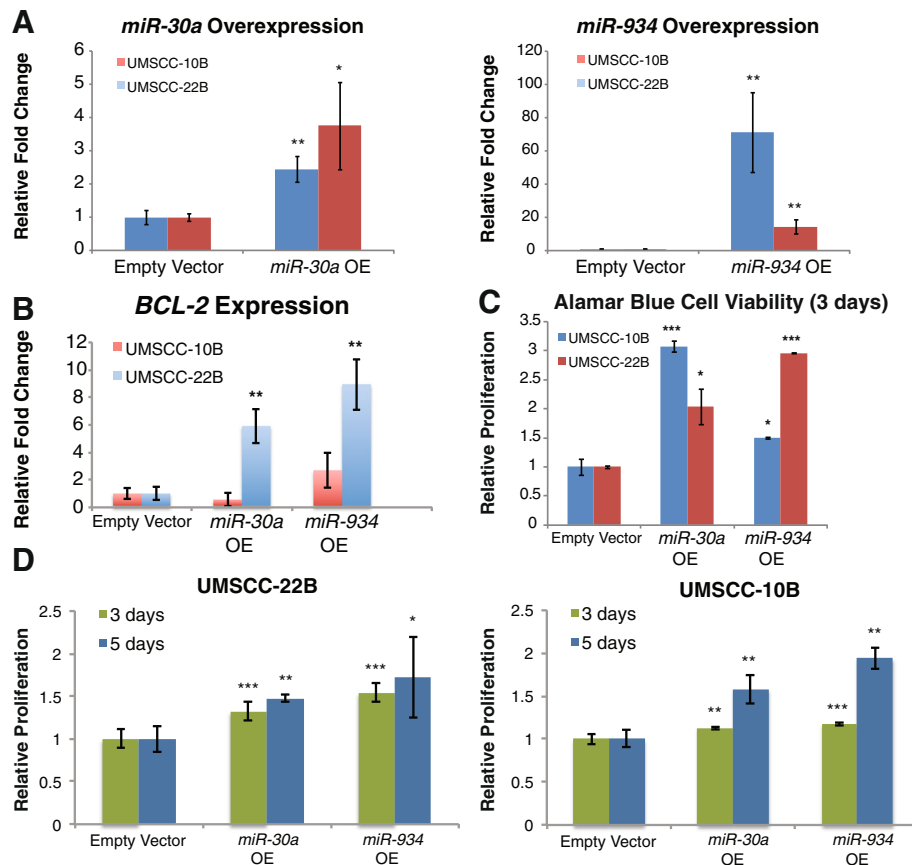 A
miR-30a Overexpression
Relative Fold Change
6
5
4
3
2
1
0
UMSCC-10B
UMSCC-22B
**
*
Empty Vector
miR-30a OE
miR-934 Overexpression
Relative Fold Change
120
100
80
60
40
20
0
UMSCC-10B
UMSCC-22B
**
**
Empty Vector
miR-934 OE
B
BCL-2 Expression
Relative Fold Change
12
10
8
6
4
2
0
UMSCC-10B
UMSCC-22B
**
**
Empty Vector
miR-30a
OE
miR-934
OE
C
Alamar Blue Cell Viability (3 days)
Relative Proliferation
3.5
3
2.5
2
1.5
1
0.5
0
UMSCC-10B
UMSCC-22B
***
*
*
***
Empty Vector
miR-30a
OE
miR-934
OE
D
UMSCC-22B
Relative Proliferation
2.5
2
1.5
1
0.5
0
3 days
5 days
***
**
***
*
Empty Vector
miR-30a
OE
miR-934
OE
UMSCC-10B
Relative Proliferation
2.5
2
1.5
1
0.5
0
3 days
5 days
**
**
***
**
Empty Vector
miR-30a
OE
miR-934
OE